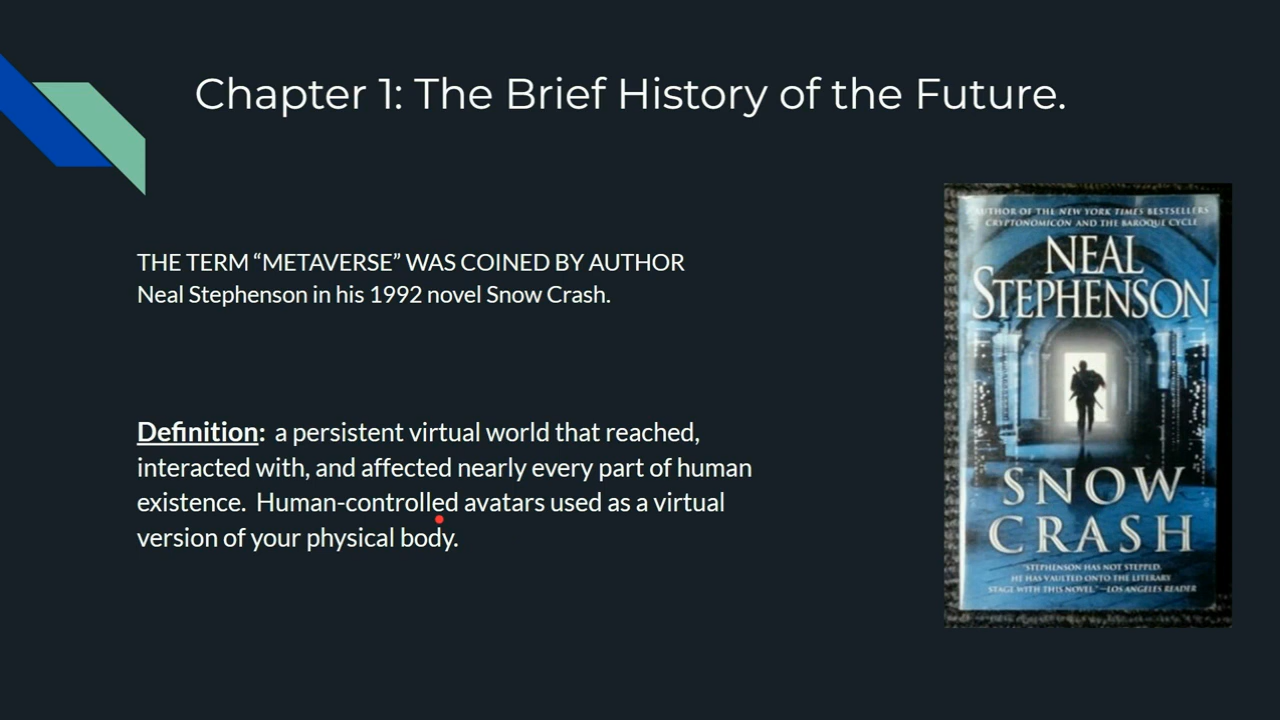 Chapter 1: The Brief History of the Future.
THE TERM “METAVERSE” WAS COINED BY AUTHOR
Neal Stephenson in his 1992 novel Snow Crash.
Definition:  a persistent virtual world that reached,
interacted with, and affected nearly every part of human
existence.  Human-controlled avatars used as a virtual
version of your physical body.
AUTHOR OF THE NEW YORK TIMES BESTSELLERS
CRYPTONOMICON AND THE BAROQUE CYCLE
NEAL
STEPHENSON
SNOW
CRASH
"STEPHENSON HAS NOT STEPPED,
HE HAS VAULTED ONTO THE LITERARY
STAGE WITH THIS NOVEL."—LOS ANGELES READER